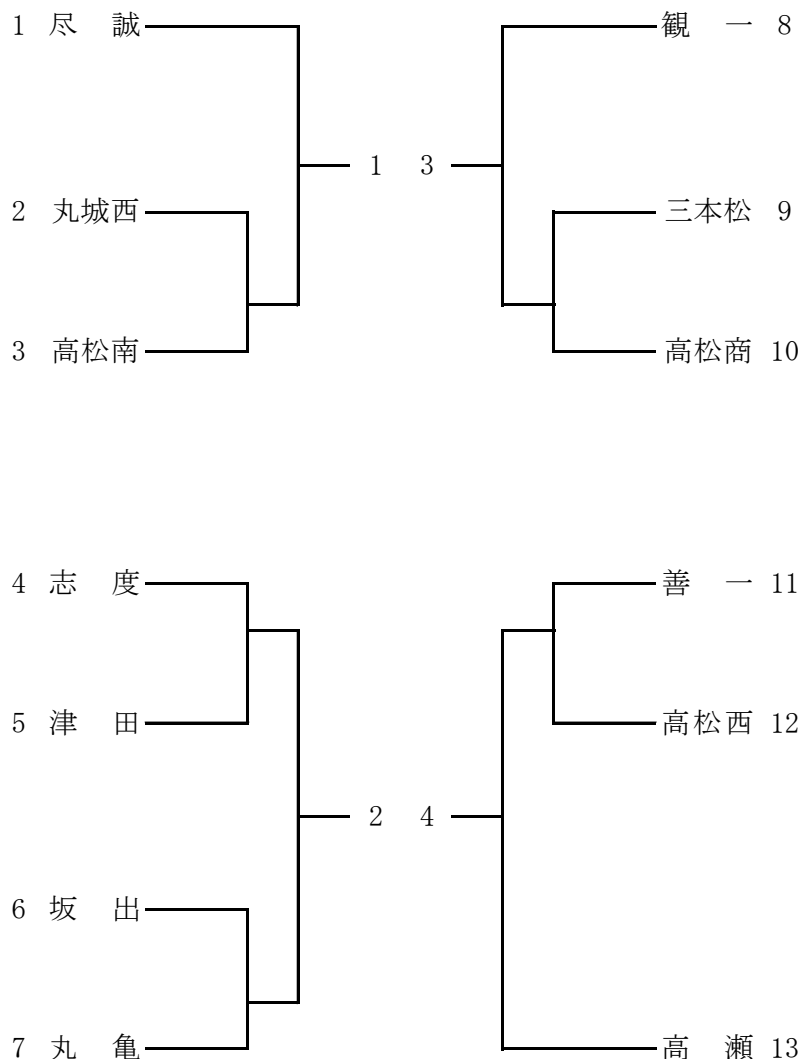 1 尽 誠
観 一 8
1 3
2 丸城西
三本松 9
3 高松南
高松商 10
4 志 度
善 一 11
5 津 田
高松西 12
2 4
6 坂 出
7 丸 亀
高 瀬 13